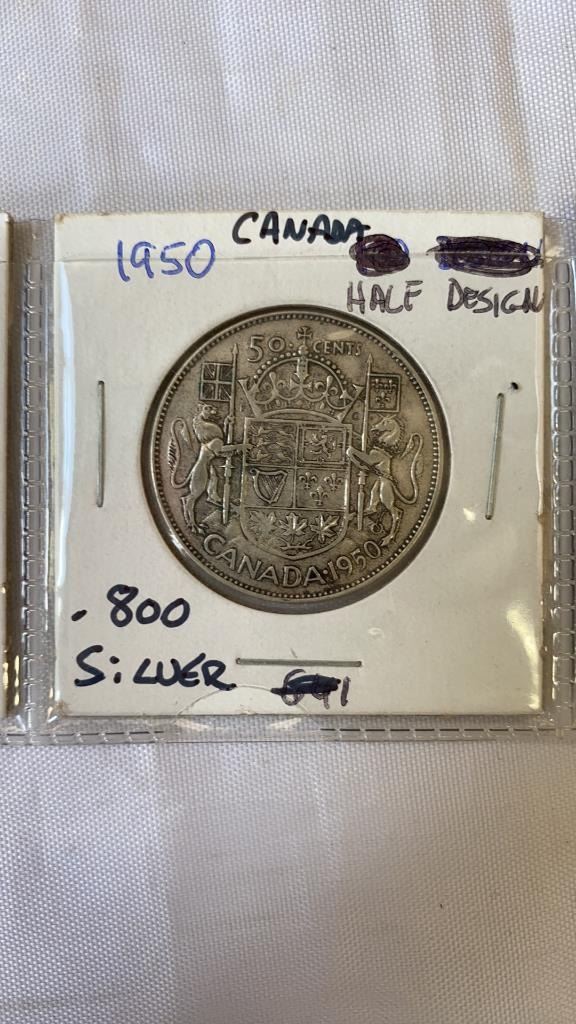 CANADA
1950
HALF DESIGN
50 CENTS
CANADA·1950
.800
SiLVER